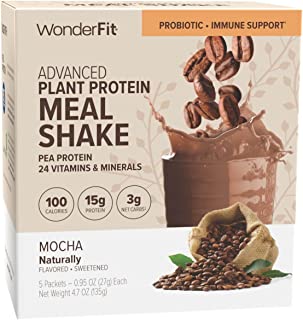 WonderFit
PROBIOTIC • IMMUNE SUPPORT
ADVANCED
PLANT PROTEIN
MEAL
SHAKE
PEA PROTEIN
24 VITAMINS & MINERALS
100
CALORIES
15g
PROTEIN
3g
NET CARBS
MOCHA
Naturally
FLAVORED • SWEETENED
5 Packets – 0.95 OZ (27g) Each
Net Weight 4.7 OZ (135g)